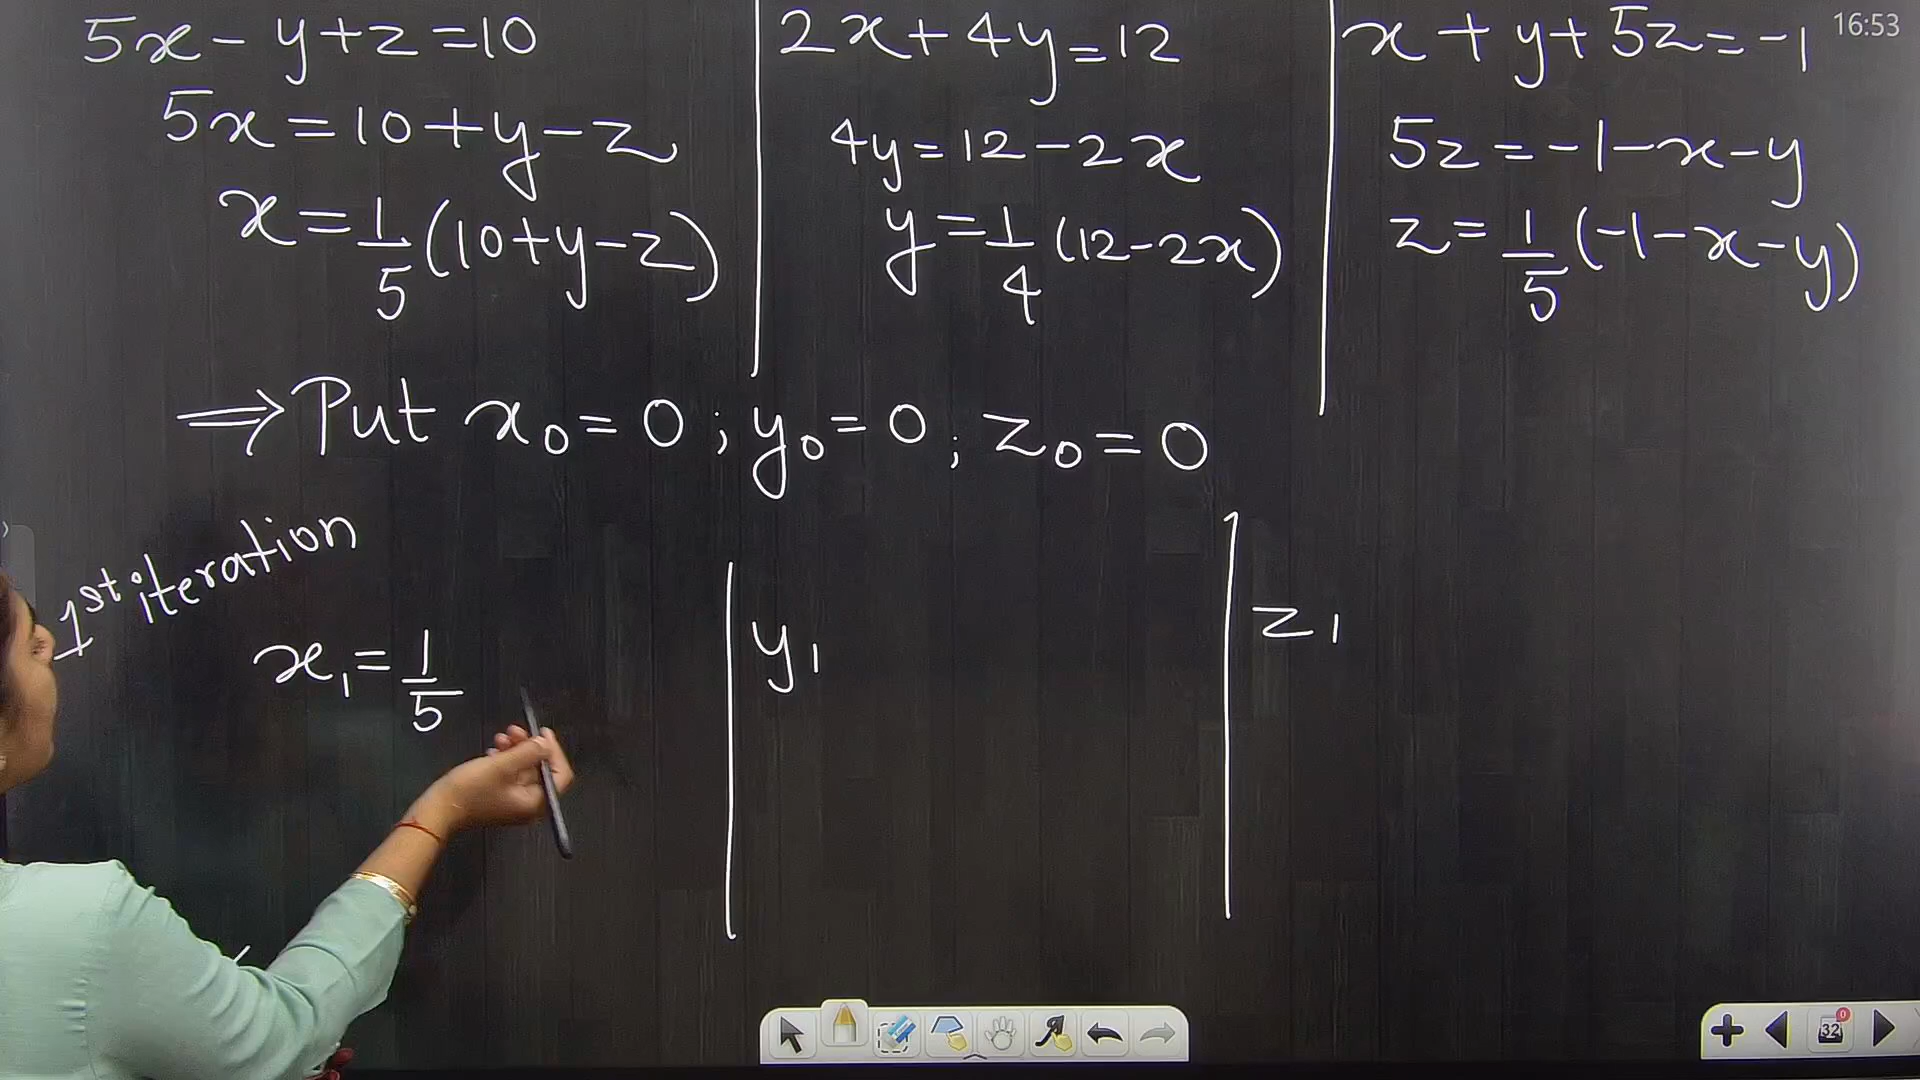 5x - y + z = 10
5x = 10 + y - z
x = 1/5 (10 + y - z)
2x + 4y = 12
4y = 12 - 2x
y = 1/4 (12 - 2x)
x + y + 5z = -1
5z = -1 - x - y
z = 1/5 (-1 - x - y)
16:53
⇒ Put x₀ = 0 ; y₀ = 0 ; z₀ = 0
1st iteration
x₁ = 1/5
y₁
z₁
32
0